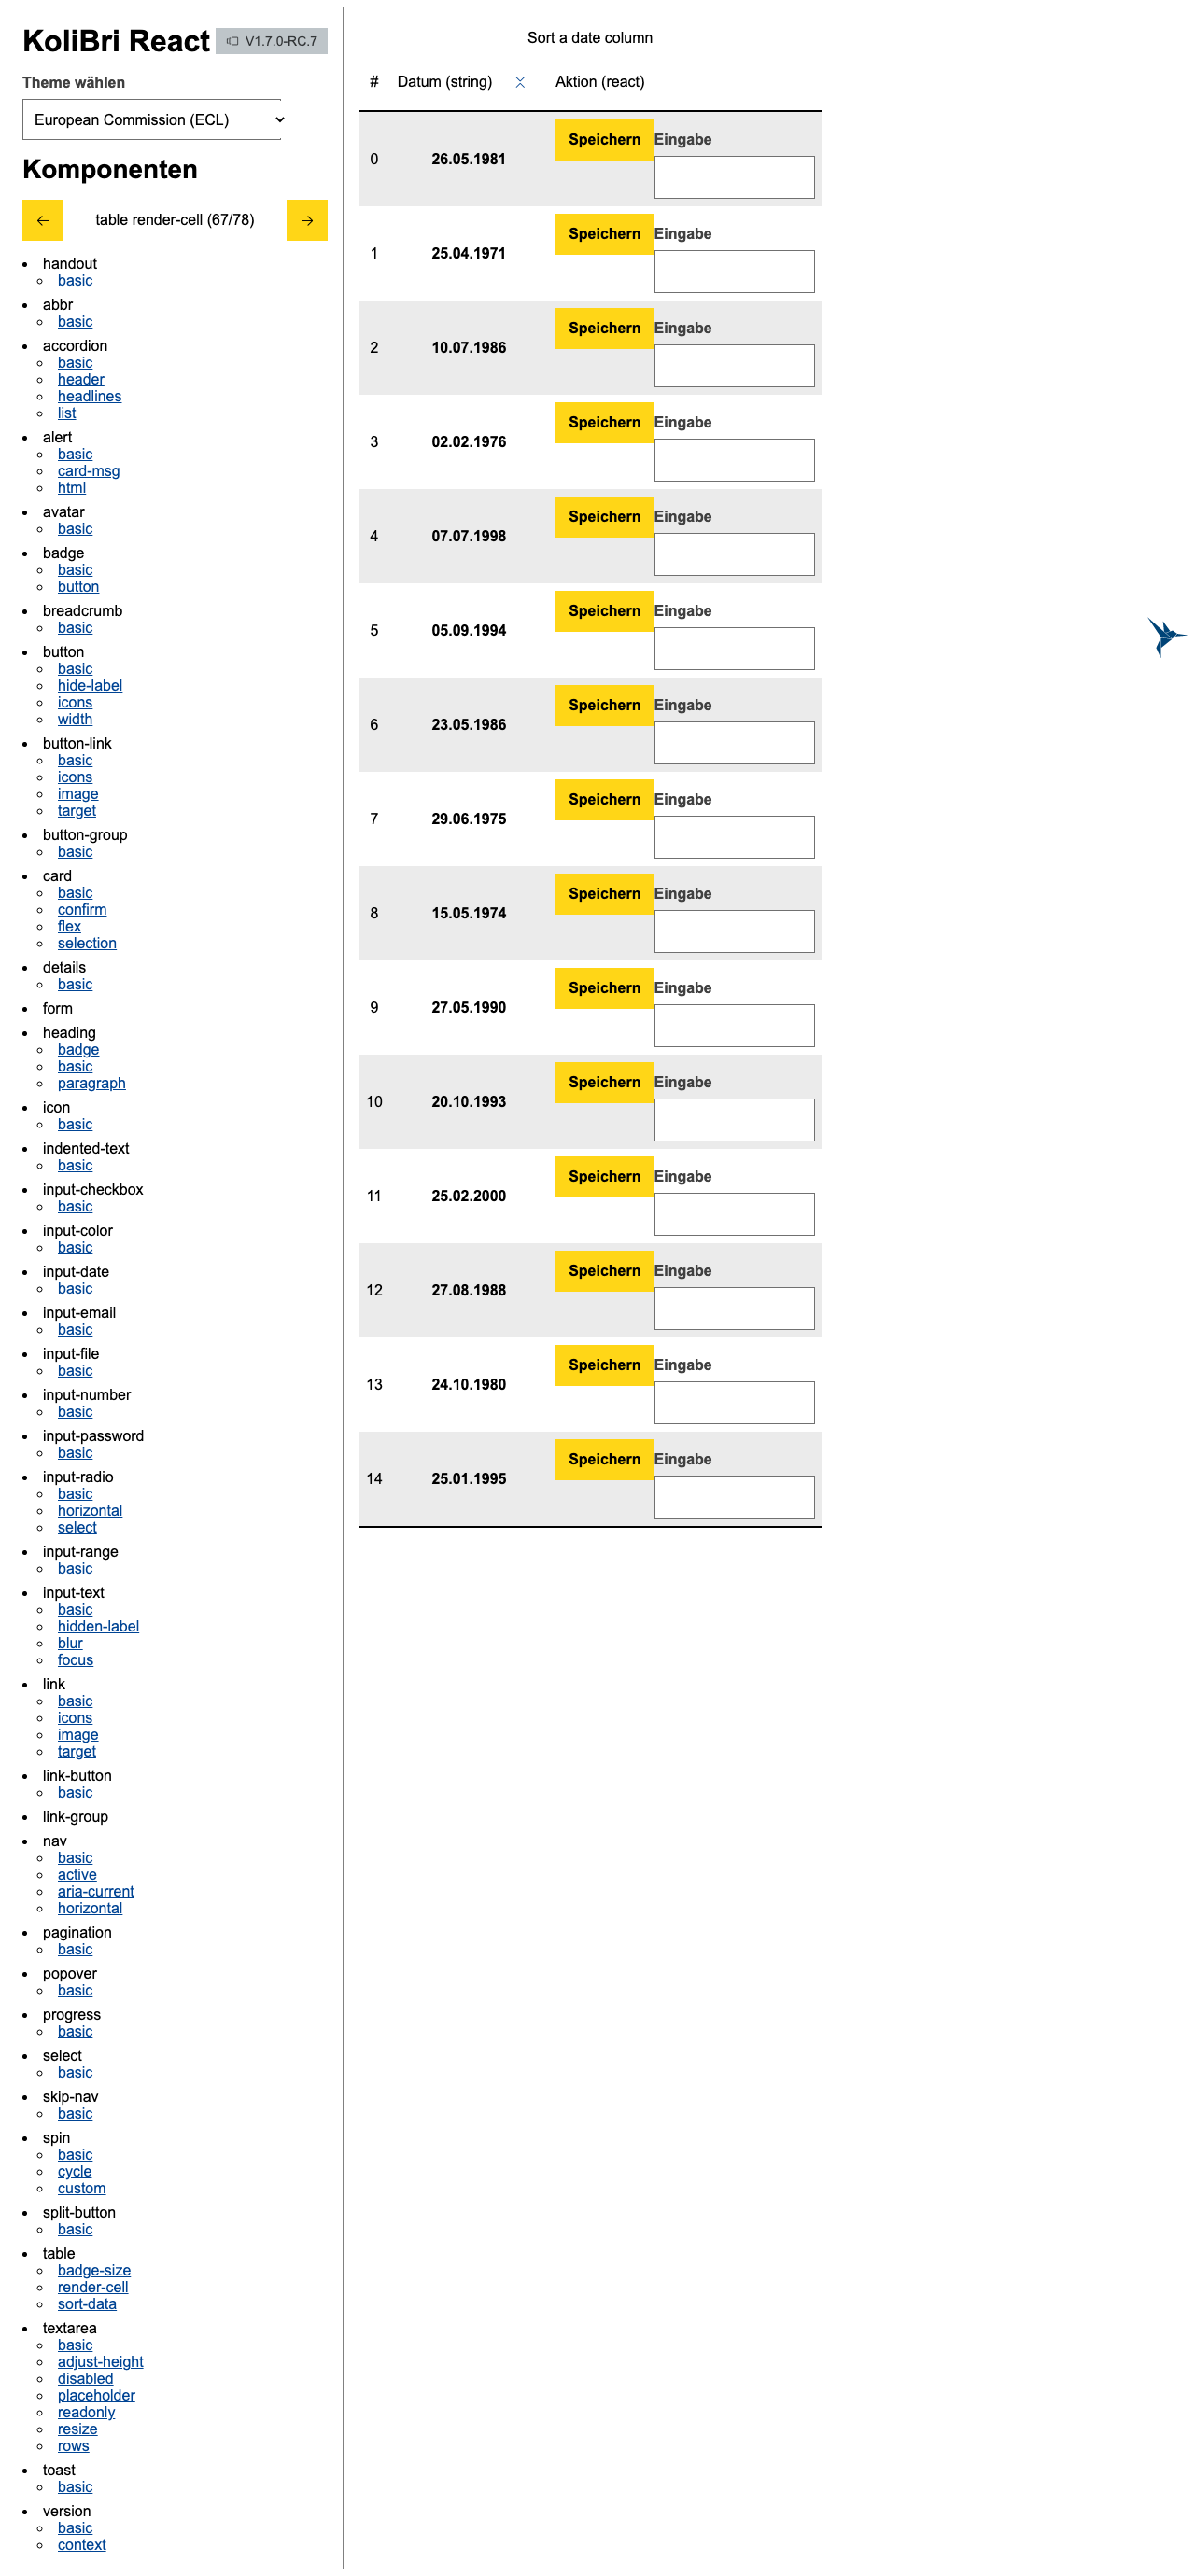 KoliBri React V1.7.0-RC.7
Theme wählen
European Commission (ECL)
Komponenten
table render-cell (67/78)
handout
basic
abbr
basic
accordion
basic
header
headlines
list
alert
basic
card-msg
html
avatar
basic
badge
basic
button
breadcrumb
basic
button
basic
hide-label
icons
width
button-link
basic
icons
image
target
button-group
basic
card
basic
confirm
flex
selection
details
basic
form
heading
badge
basic
paragraph
icon
basic
indented-text
basic
input-checkbox
basic
input-color
basic
input-date
basic
input-email
basic
input-file
basic
input-number
basic
input-password
basic
input-radio
basic
horizontal
select
input-range
basic
input-text
basic
hidden-label
blur
focus
link
basic
icons
image
target
link-button
basic
link-group
nav
basic
active
aria-current
horizontal
pagination
basic
popover
basic
progress
basic
select
basic
skip-nav
basic
spin
basic
cycle
custom
split-button
basic
table
badge-size
render-cell
sort-data
textarea
basic
adjust-height
disabled
placeholder
readonly
resize
rows
toast
basic
version
basic
context
Sort a date column
# Datum (string) Aktion (react)
0 26.05.1981 Speichern Eingabe
1 25.04.1971 Speichern Eingabe
2 10.07.1986 Speichern Eingabe
3 02.02.1976 Speichern Eingabe
4 07.07.1998 Speichern Eingabe
5 05.09.1994 Speichern Eingabe
6 23.05.1986 Speichern Eingabe
7 29.06.1975 Speichern Eingabe
8 15.05.1974 Speichern Eingabe
9 27.05.1990 Speichern Eingabe
10 20.10.1993 Speichern Eingabe
11 25.02.2000 Speichern Eingabe
12 27.08.1988 Speichern Eingabe
13 24.10.1980 Speichern Eingabe
14 25.01.1995 Speichern Eingabe